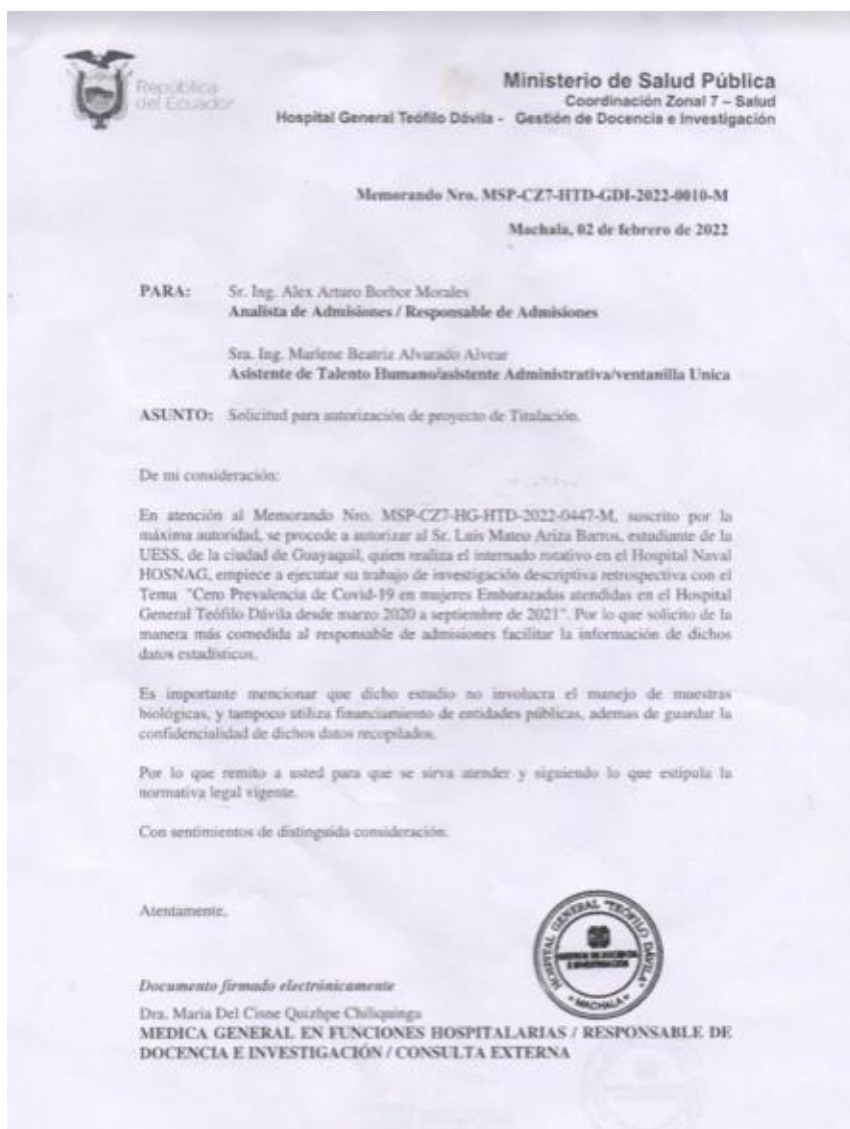 República
del Ecuador
Ministerio de Salud Pública
Coordinación Zonal 7 – Salud
Hospital General Teófilo Dávila - Gestión de Docencia e Investigación
Memorando Nro. MSP-CZ7-HTD-GDI-2022-0010-M
Machala, 02 de febrero de 2022
PARA: Sr. Ing. Alex Arturo Borbor Morales
Analista de Admisiones / Responsable de Admisiones
Sra. Ing. Marlene Beatriz Alvarado Alvear
Asistente de Talento Humano/asistente Administrativa/ventanilla Unica
ASUNTO: Solicitud para autorización de proyecto de Titulación.
De mi consideración:
En atención al Memorando Nro. MSP-CZ7-HG-HTD-2022-0447-M, suscrito por la
máxima autoridad, se procede a autorizar al Sr. Luis Mateo Ariza Barros, estudiante de la
UESS, de la ciudad de Guayaquil, quien realiza el internado rotativo en el Hospital Naval
HOSNAG, empiece a ejecutar su trabajo de investigación descriptiva retrospectiva con el
Tema "Cero Prevalencia de Covid-19 en mujeres Embarazadas atendidas en el Hospital
General Teófilo Dávila desde marzo 2020 a septiembre de 2021". Por lo que solicito de la
manera más comedida al responsable de admisiones facilitar la información de dichos
datos estadísticos.
Es importante mencionar que dicho estudio no involucra el manejo de muestras
biológicas, y tampoco utiliza financiamiento de entidades públicas, ademas de guardar la
confidencialidad de dichos datos recopilados.
Por lo que remito a usted para que se sirva atender y siguiendo lo que estipula la
normativa legal vigente.
Con sentimientos de distinguida consideración.
Atentamente,
HOSPITAL GENERAL "TEÓFILO DÁVILA"
GESTIÓN DE DOCENCIA
E INVESTIGACIÓN
* MACHALA *
Documento firmado electrónicamente
Dra. Maria Del Cisne Quizhpe Chiliquinga
MEDICA GENERAL EN FUNCIONES HOSPITALARIAS / RESPONSABLE DE
DOCENCIA E INVESTIGACIÓN / CONSULTA EXTERNA